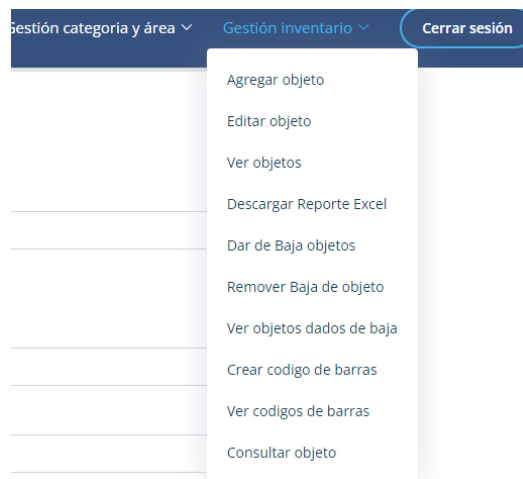 Gestión categoria y área
Gestión inventario
Cerrar sesión
Agregar objeto
Editar objeto
Ver objetos
Descargar Reporte Excel
Dar de Baja objetos
Remover Baja de objeto
Ver objetos dados de baja
Crear codigo de barras
Ver codigos de barras
Consultar objeto